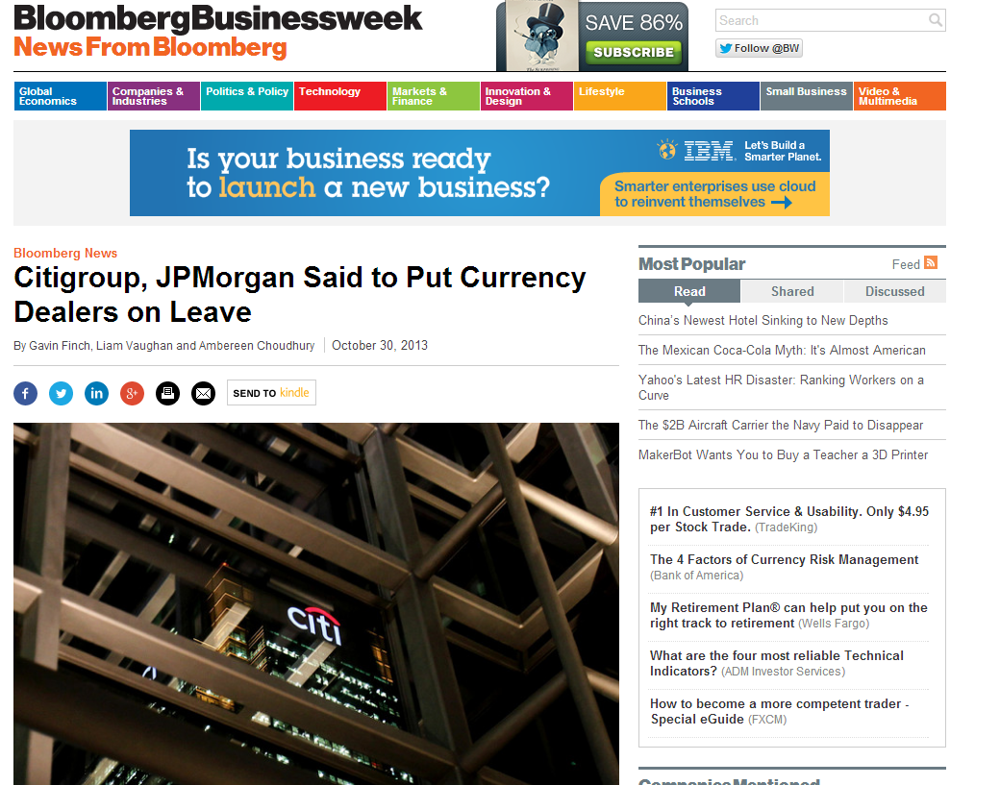 BloombergBusinessweek
News From Bloomberg
SAVE 86%
SUBSCRIBE
Search
Follow @BW
Global
Economics
Companies &
Industries
Politics & Policy
Technology
Markets &
Finance
Innovation &
Design
Lifestyle
Business
Schools
Small Business
Video &
Multimedia
Is your business ready
to launch a new business?
IBM.
Let's Build a
Smarter Planet.
Smarter enterprises use cloud
to reinvent themselves
Bloomberg News
Citigroup, JPMorgan Said to Put Currency
Dealers on Leave
By Gavin Finch, Liam Vaughan and Ambereen Choudhury
October 30, 2013
f
in
8+
SEND TO kindle
citi
Most Popular
Feed
Read
Shared
Discussed
China's Newest Hotel Sinking to New Depths
The Mexican Coca-Cola Myth: It's Almost American
Yahoo's Latest HR Disaster: Ranking Workers on a
Curve
The $2B Aircraft Carrier the Navy Paid to Disappear
MakerBot Wants You to Buy a Teacher a 3D Printer
#1 In Customer Service & Usability. Only $4.95
per Stock Trade. (TradeKing)
The 4 Factors of Currency Risk Management
(Bank of America)
My Retirement Plan® can help put you on the
right track to retirement (Wells Fargo)
What are the four most reliable Technical
Indicators? (ADM Investor Services)
How to become a more competent trader -
Special eGuide (FXCM)
Companies Mentioned